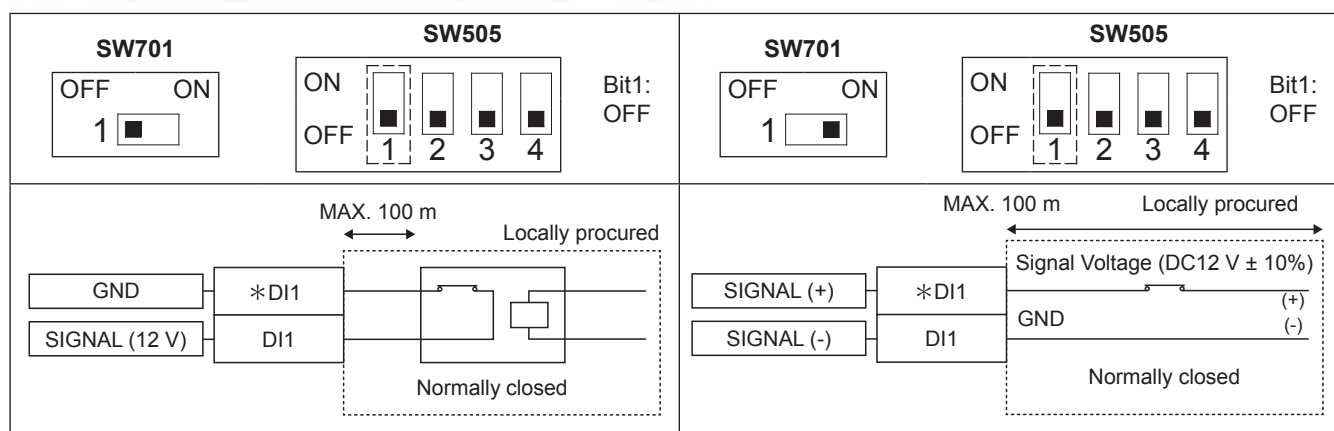 SW701
OFF ON
1
SW505
ON
OFF
1 2 3 4
Bit1:
OFF
SW701
OFF ON
1
SW505
ON
OFF
1 2 3 4
Bit1:
OFF
MAX. 100 m
Locally procured
GND
＊DI1
SIGNAL (12 V)
DI1
Normally closed
MAX. 100 m
Locally procured
Signal Voltage (DC12 V ± 10%)
SIGNAL (+)
＊DI1
(+)
GND
(-)
SIGNAL (-)
DI1
Normally closed